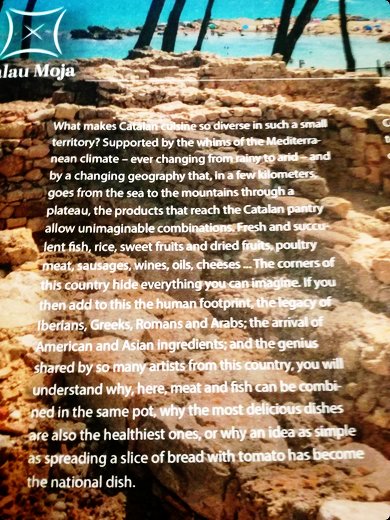 alau Moja
What makes Catalan cuisine so diverse in such a small
territory? Supported by the whims of the Mediterra-
nean climate – ever changing from rainy to arid – and
by a changing geography that, in a few kilometers,
goes from the sea to the mountains through a
plateau, the products that reach the Catalan pantry
allow unimaginable combinations. Fresh and succu-
lent fish, rice, sweet fruits and dried fruits, poultry
meat, sausages, wines, oils, cheeses ... The corners of
this country hide everything you can imagine. If you
then add to this the human footprint, the legacy of
Iberians, Greeks, Romans and Arabs; the arrival of
American and Asian ingredients; and the genius
shared by so many artists from this country, you will
understand why, here, meat and fish can be combi-
ned in the same pot, why the most delicious dishes
are also the healthiest ones, or why an idea as simple
as spreading a slice of bread with tomato has become
the national dish.